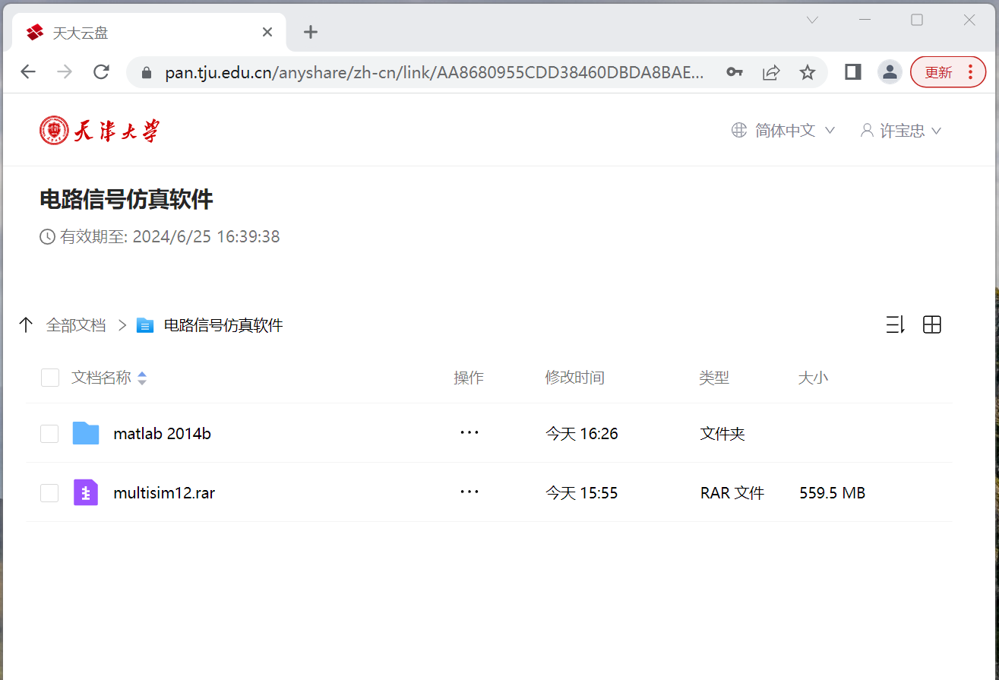 天大云盘
pan.tju.edu.cn/anyshare/zh-cn/link/AA8680955CDD38460DBDA8BAE...
更新
天津大学
简体中文 许宝忠
电路信号仿真软件
有效期至: 2024/6/25 16:39:38
全部文档 > 电路信号仿真软件
文档名称 操作 修改时间 类型 大小
matlab 2014b ··· 今天 16:26 文件夹
multisim12.rar ··· 今天 15:55 RAR 文件 559.5 MB